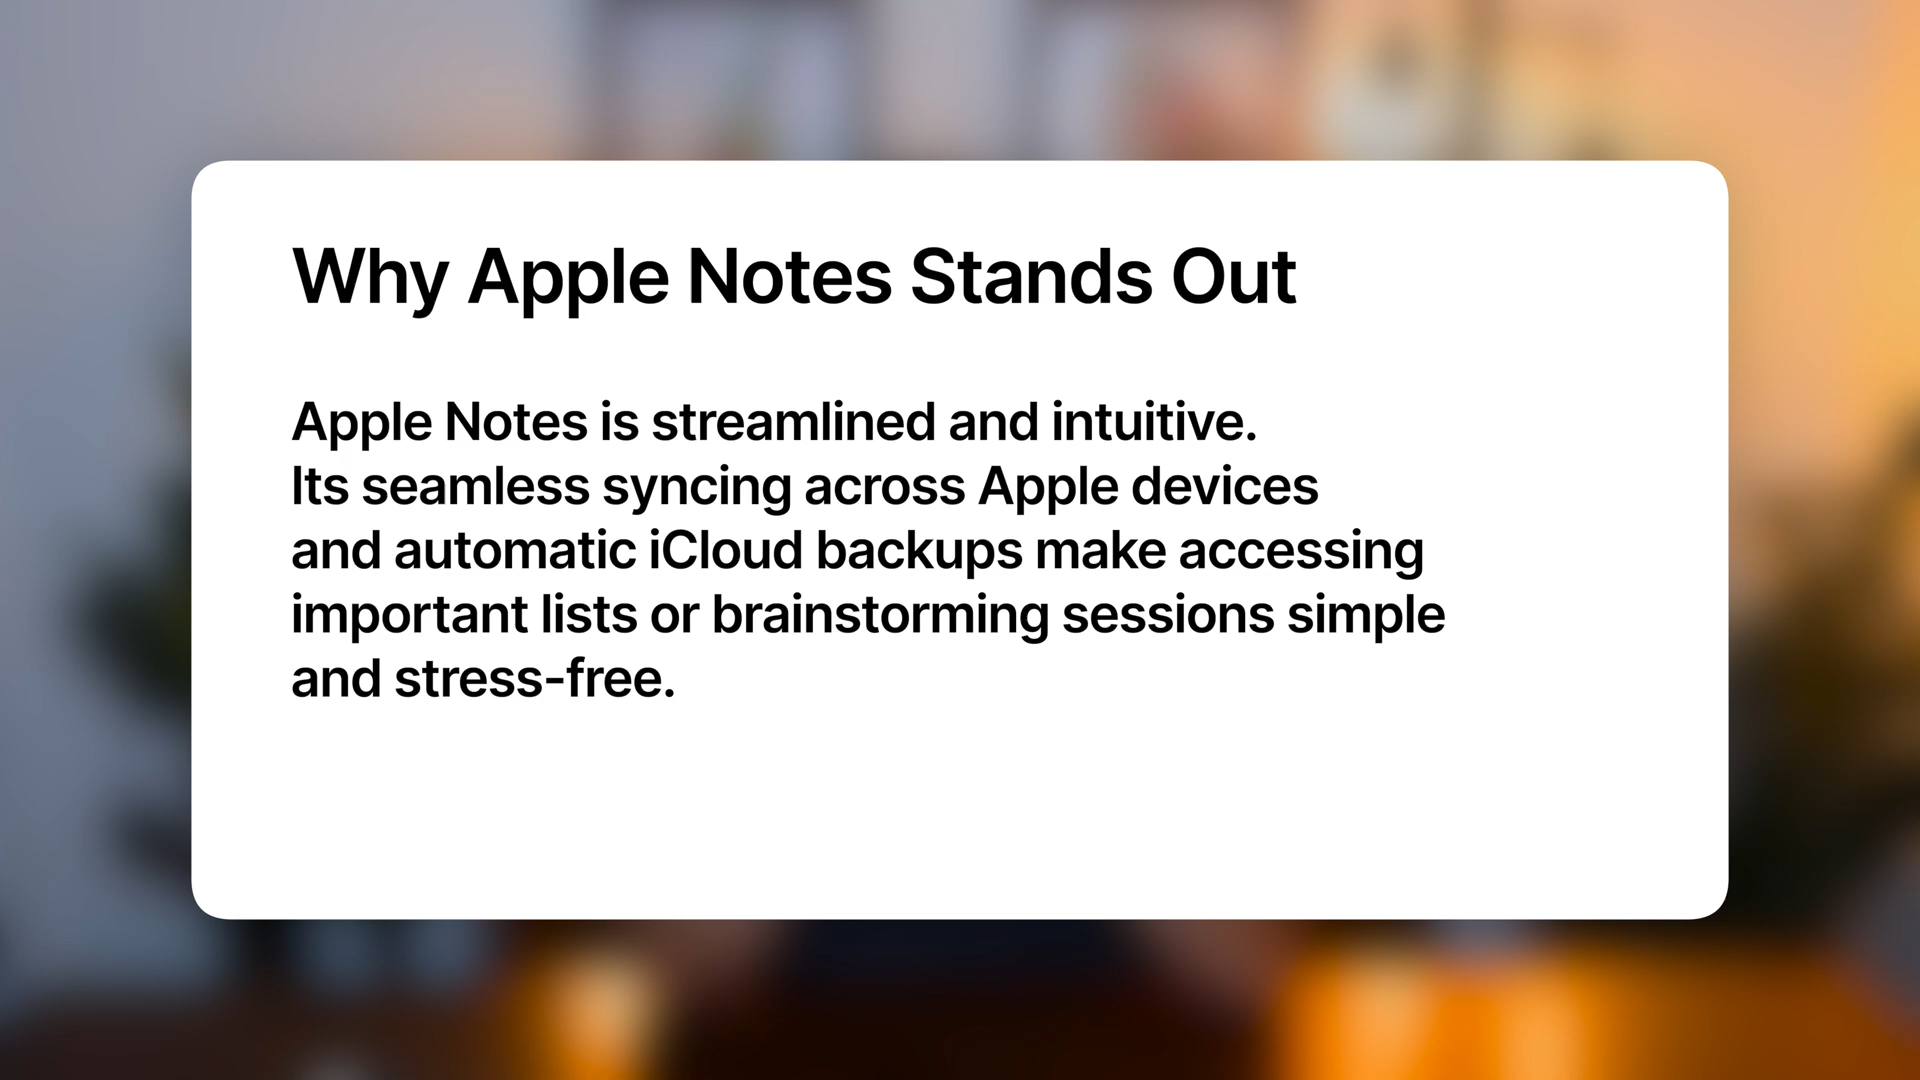 Why Apple Notes Stands Out
Apple Notes is streamlined and intuitive.
Its seamless syncing across Apple devices
and automatic iCloud backups make accessing
important lists or brainstorming sessions simple
and stress-free.